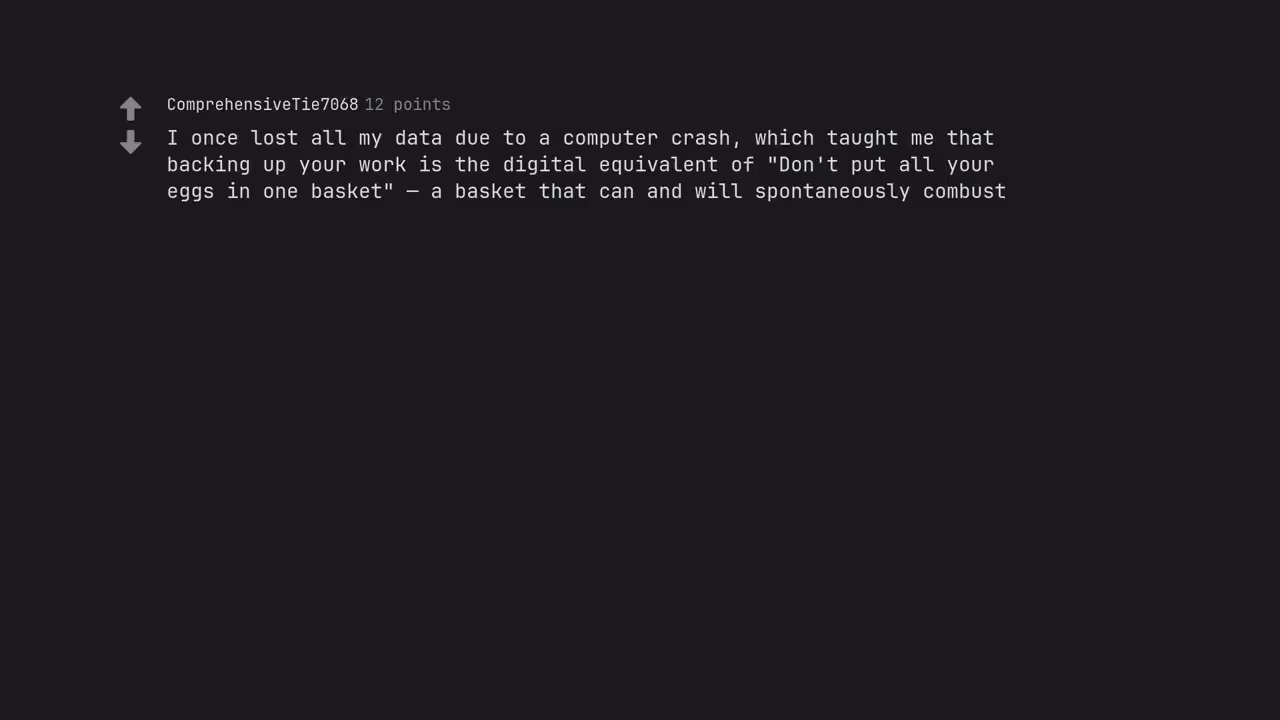 ComprehensiveTie7068 12 points
I once lost all my data due to a computer crash, which taught me that
backing up your work is the digital equivalent of "Don't put all your
eggs in one basket" — a basket that can and will spontaneously combust